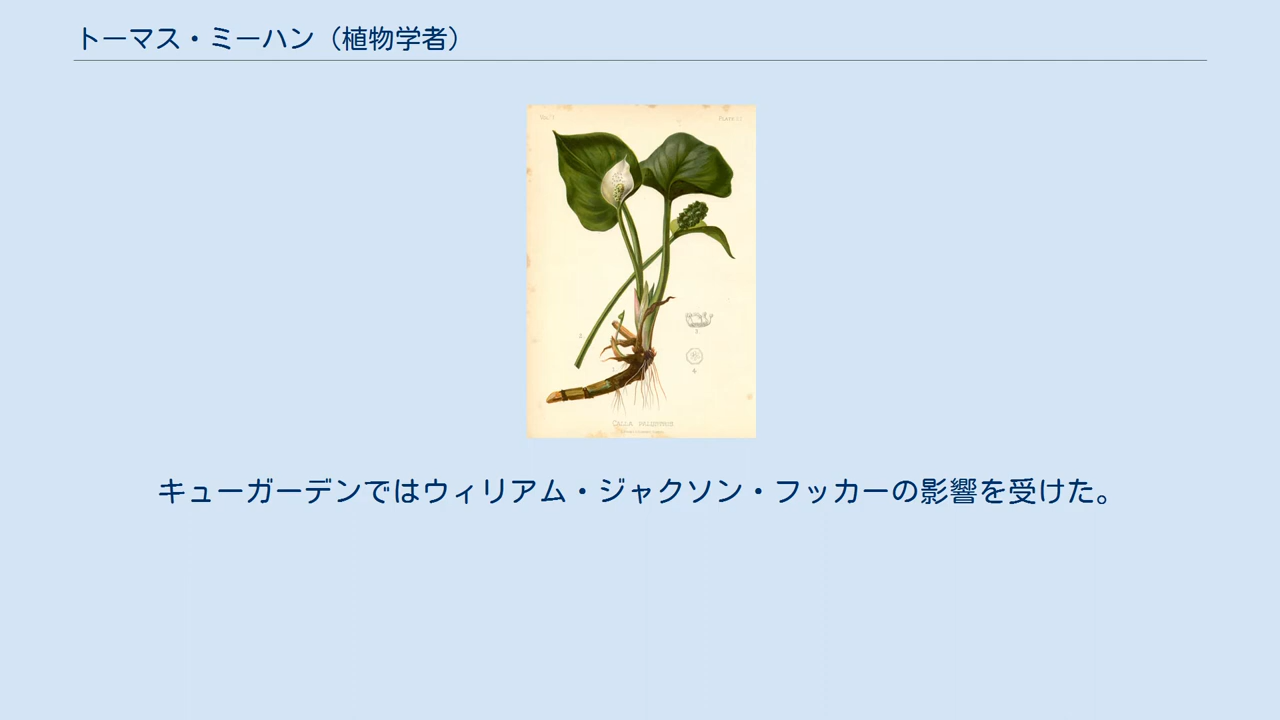 トーマス・ミーハン（植物学者）
キューガーデンではウィリアム・ジャクソン・フッカーの影響を受けた。